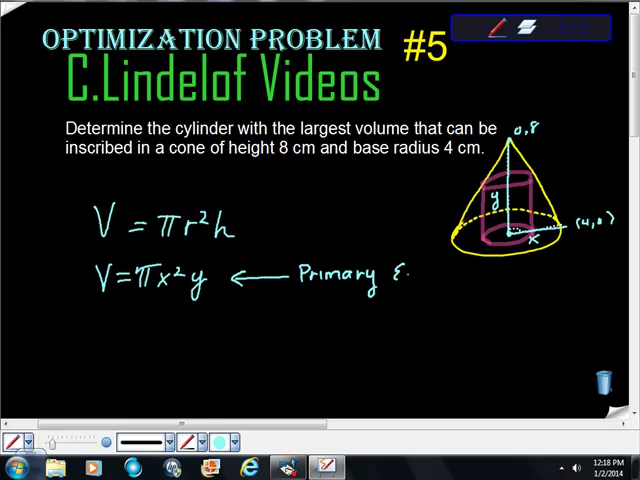 OPTIMIZATION PROBLEM #5
C.Lindelof Videos
Determine the cylinder with the largest volume that can be
inscribed in a cone of height 8 cm and base radius 4 cm.
0,8
y
(4,0)
x
V = πr²h
V = πx²y ← Primary E
12:18 PM
1/2/2014